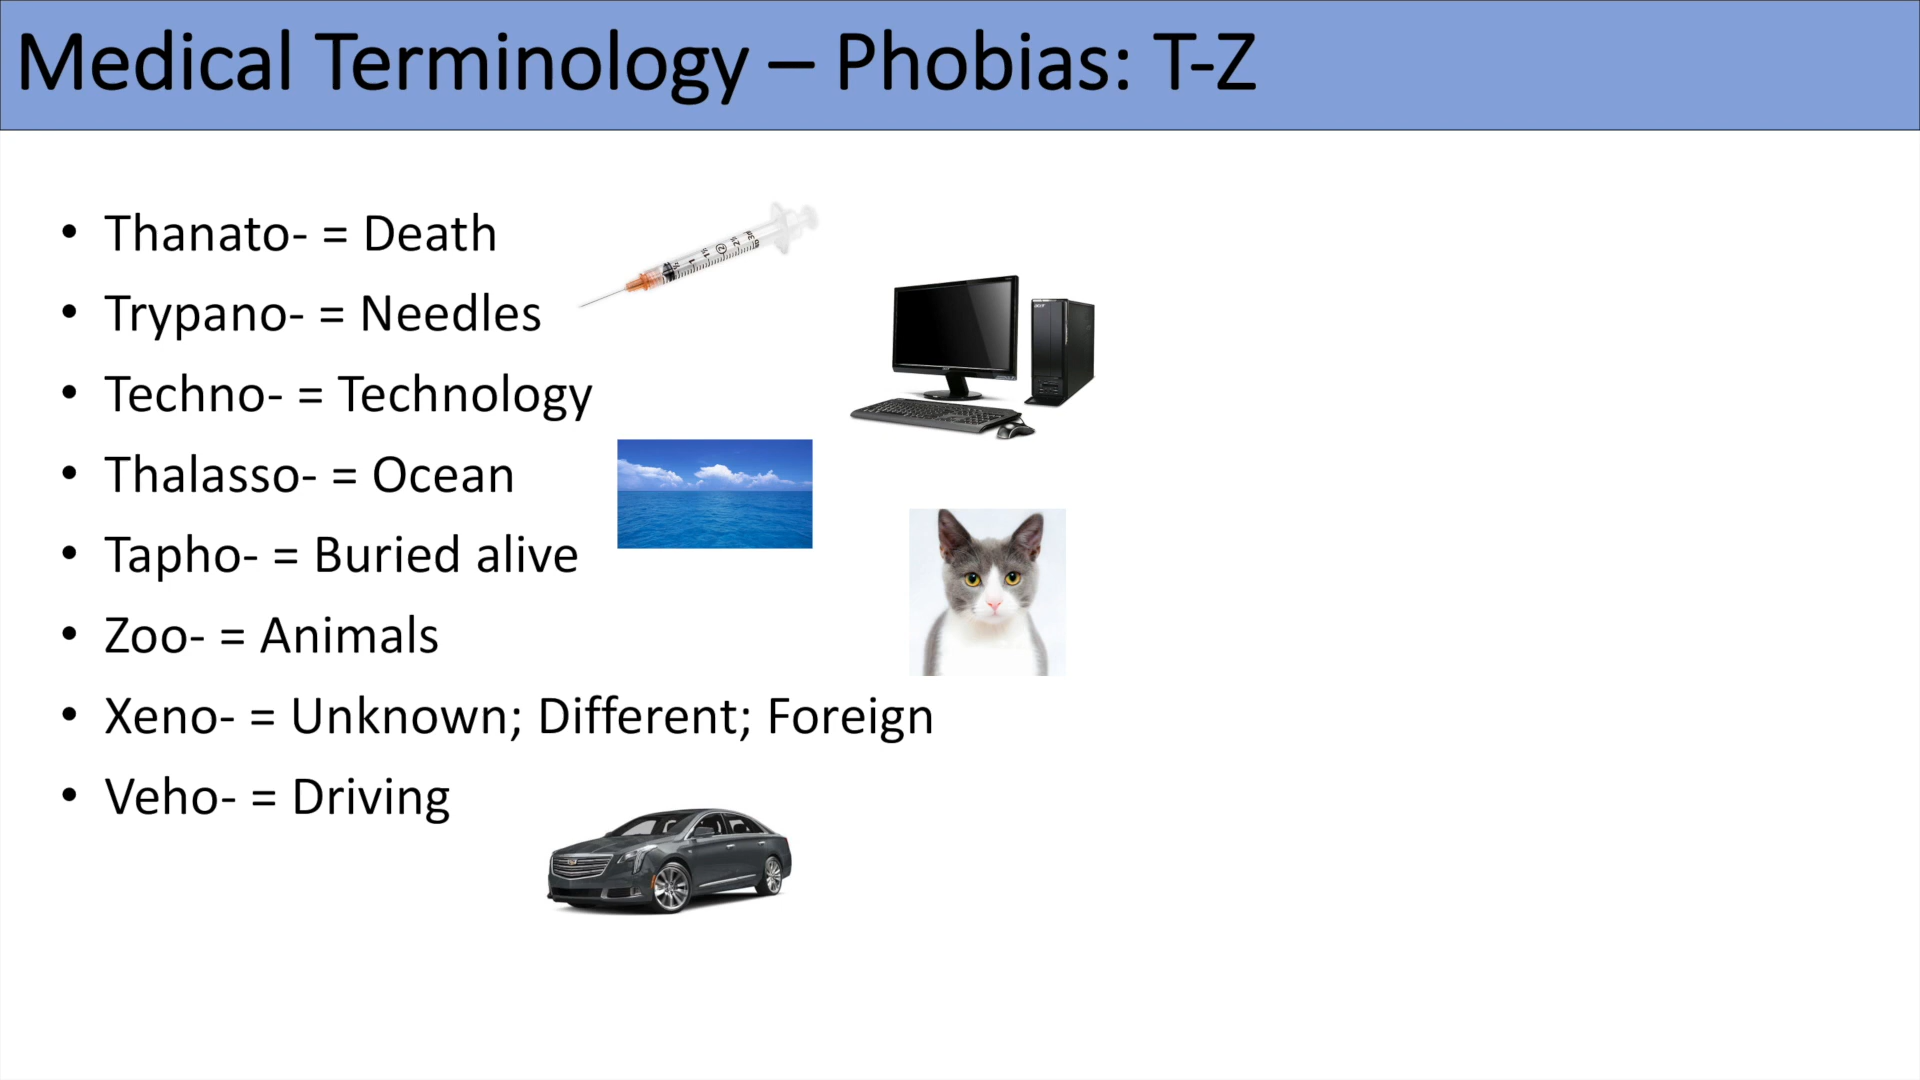 Medical Terminology – Phobias: T-Z
• Thanato- = Death
• Trypano- = Needles
• Techno- = Technology
• Thalasso- = Ocean
• Tapho- = Buried alive
• Zoo- = Animals
• Xeno- = Unknown; Different; Foreign
• Veho- = Driving